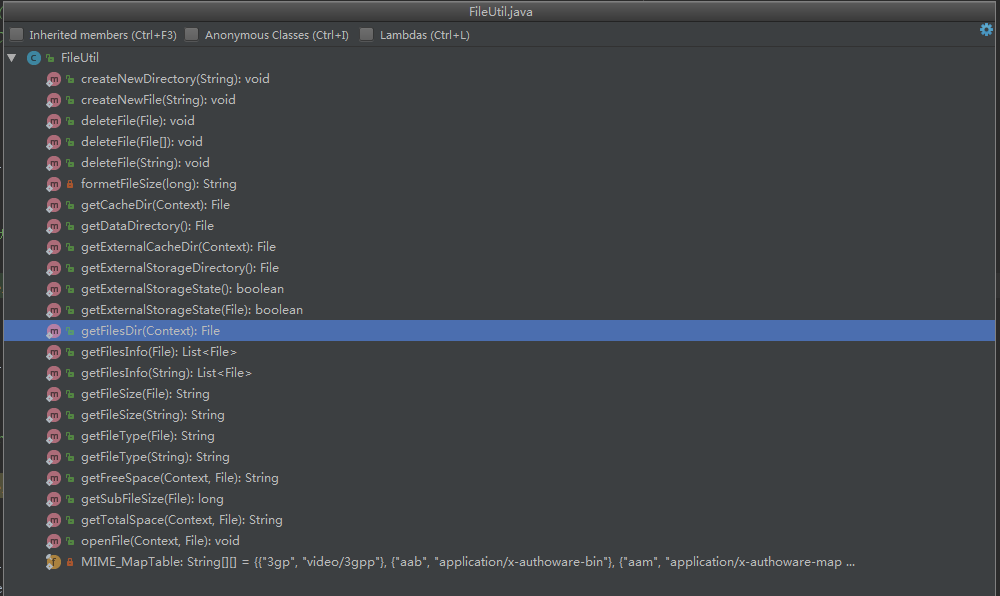 FileUtil.java
Inherited members (Ctrl+F3) Anonymous Classes (Ctrl+I) Lambdas (Ctrl+L)
FileUtil
createNewDirectory(String): void
createNewFile(String): void
deleteFile(File): void
deleteFile(File[]): void
deleteFile(String): void
formetFileSize(long): String
getCacheDir(Context): File
getDataDirectory(): File
getExternalCacheDir(Context): File
getExternalStorageDirectory(): File
getExternalStorageState(): boolean
getExternalStorageState(File): boolean
getFilesDir(Context): File
getFilesInfo(File): List<File>
getFilesInfo(String): List<File>
getFileSize(File): String
getFileSize(String): String
getFileType(File): String
getFileType(String): String
getFreeSpace(Context, File): String
getSubFileSize(File): long
getTotalSpace(Context, File): String
openFile(Context, File): void
MIME_MapTable: String[][] = {{"3gp", "video/3gpp"}, {"aab", "application/x-authoware-bin"}, {"aam", "application/x-authoware-map ...